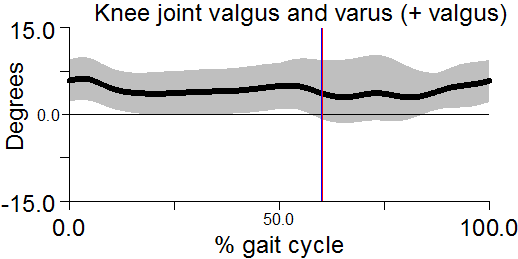 Knee joint valgus and varus (+ valgus)
15.0
Degrees
0.0
-15.0
0.0 50.0 100.0
% gait cycle